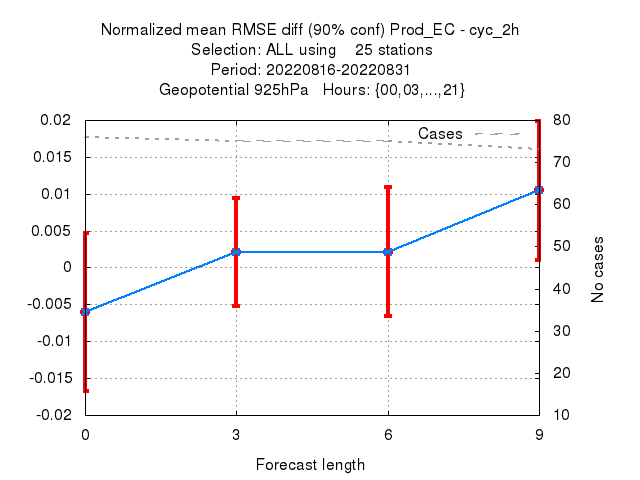 Normalized mean RMSE diff (90% conf) Prod_EC - cyc_2h
Selection: ALL using    25 stations
Period: 20220816-20220831
Geopotential 925hPa   Hours: {00,03,...,21}
Cases
0.02
0.015
0.01
0.005
0
-0.005
-0.01
-0.015
-0.02
80
70
60
50
40
30
20
10
No cases
0 3 6 9
Forecast length